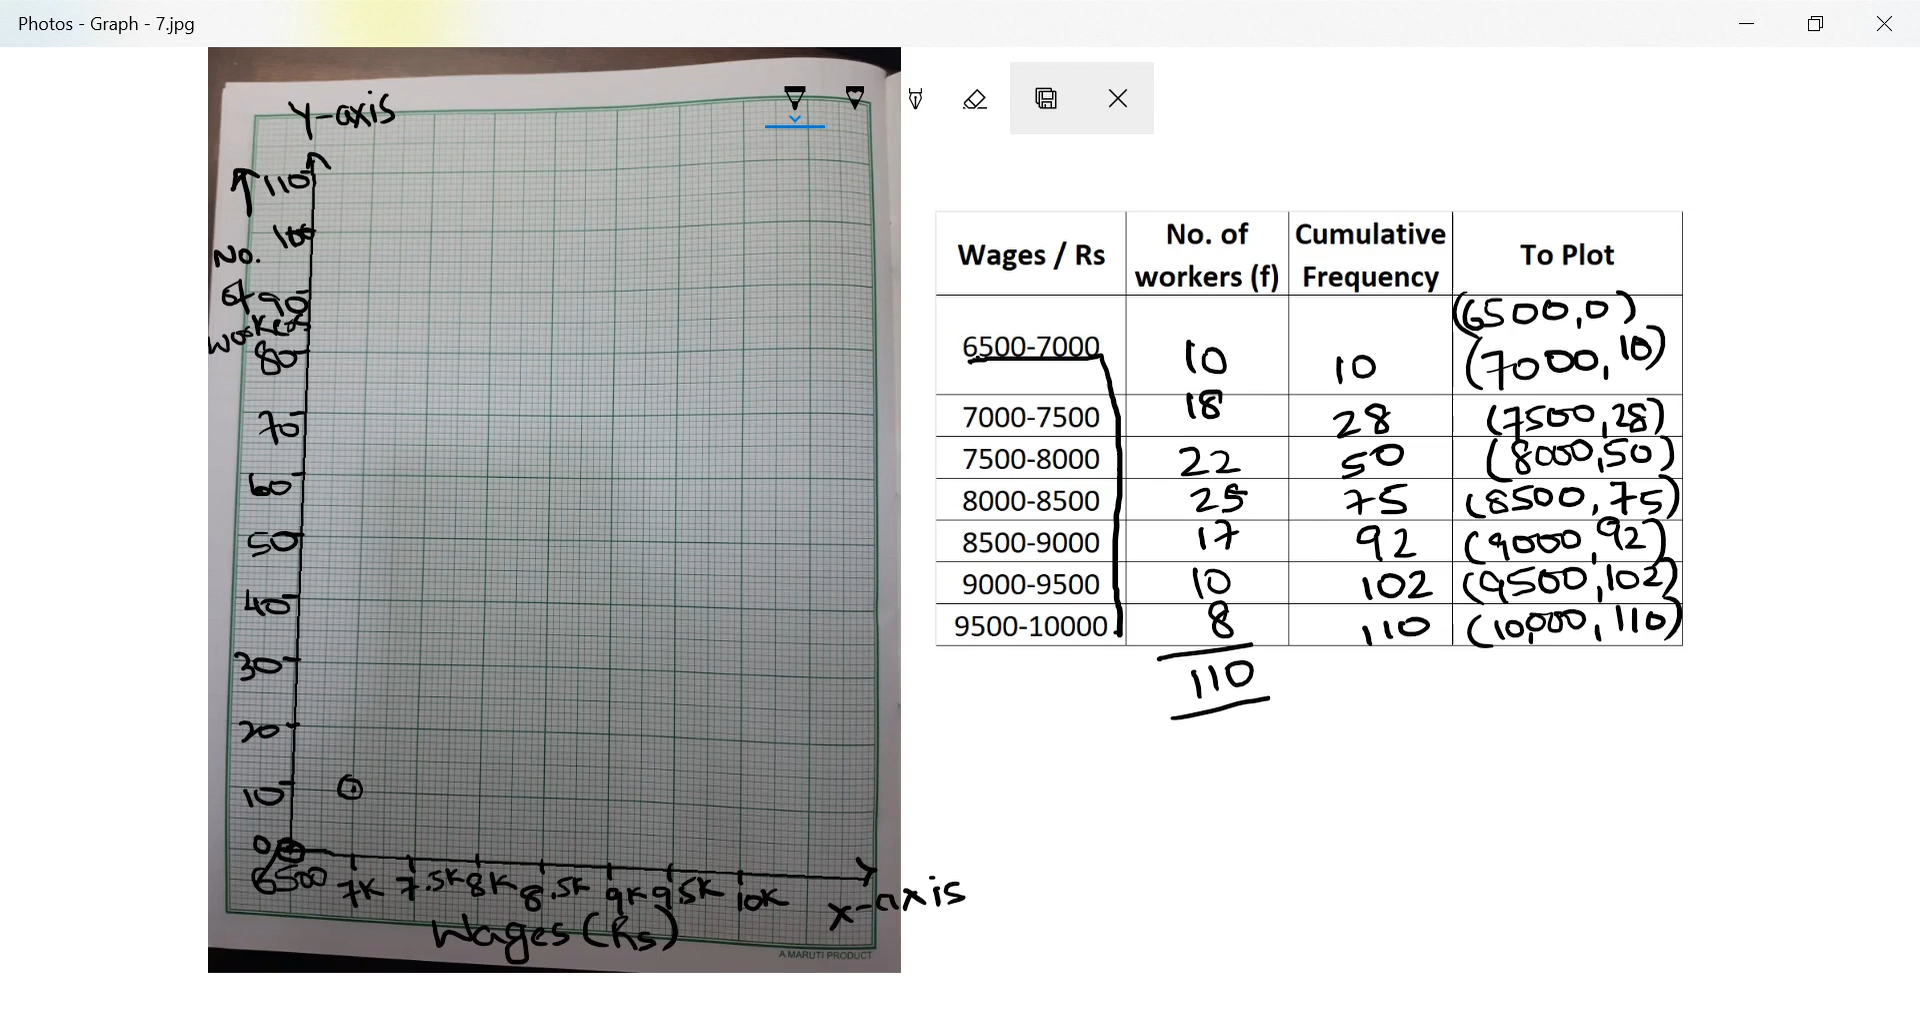 Photos - Graph - 7.jpg
Y-axis
110
100
No.
of
90
workers
80
70
60
50
40
30
20
10
0
6500 7K 7.5K 8K 8.5K 9K 9.5K 10K
x-axis
Wages (Rs)
A MARUTI PRODUCT
Wages / Rs No. of workers (f) Cumulative Frequency To Plot
(6500,0)
6500-7000 10 10 (7000,10)
7000-7500 18 28 (7500,28)
7500-8000 22 50 (8000,50)
8000-8500 25 75 (8500,75)
8500-9000 17 92 (9000,92)
9000-9500 10 102 (9500,102)
9500-10000 8 110 (10,000,110)
110